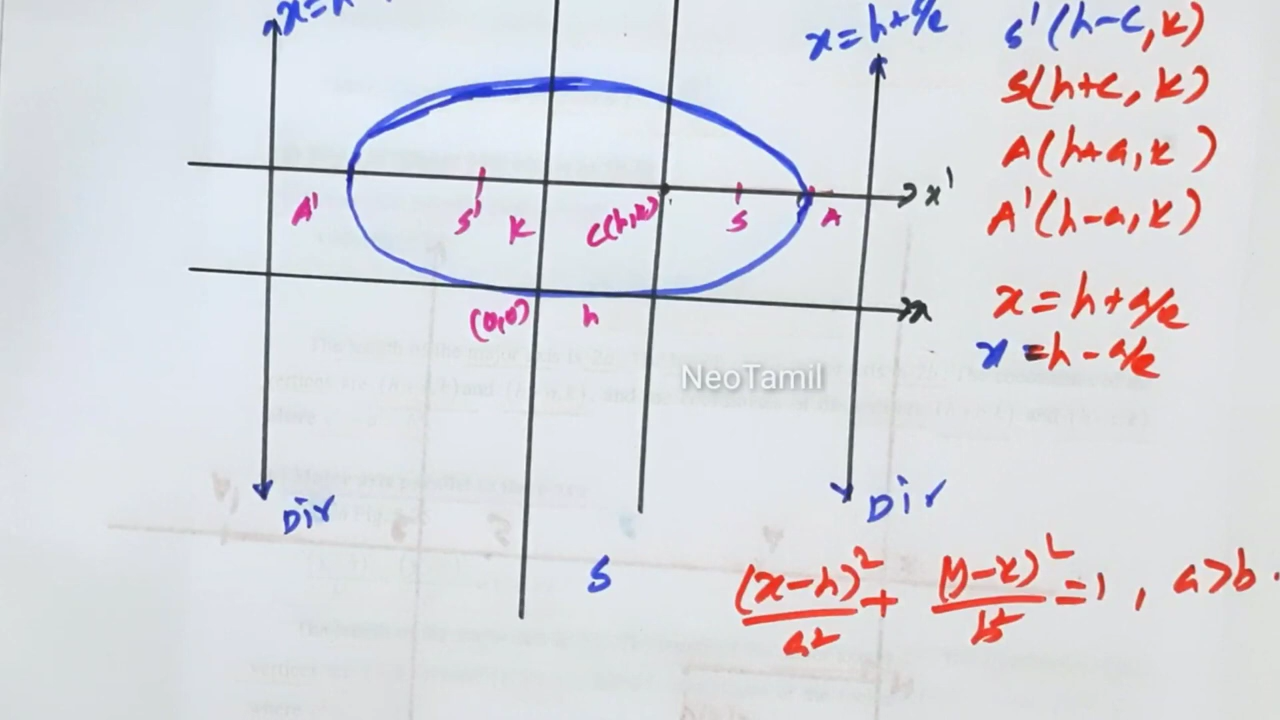 x=h
x=h+a/e
S'(h-c, k)
S(h+c, k)
A(h+a, k)
A'(h-a, k)
x'
A'
S'
K
C(h,k)
S
A
x = h+a/e
x = h-a/e
(0,0)
h
x
NeoTamil
Dir
Dir
S
(x-h)²/a² + (y-k)²/b² = 1, a>b.